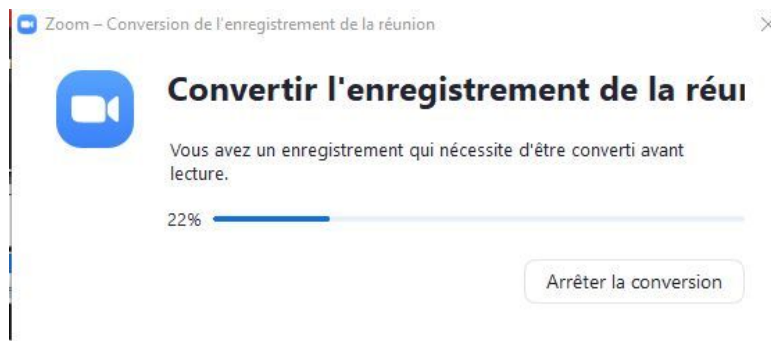 Zoom – Conversion de l'enregistrement de la réunion
Convertir l'enregistrement de la
Vous avez un enregistrement qui nécessite d'être converti avant
lecture.
22%
Arrêter la conversion